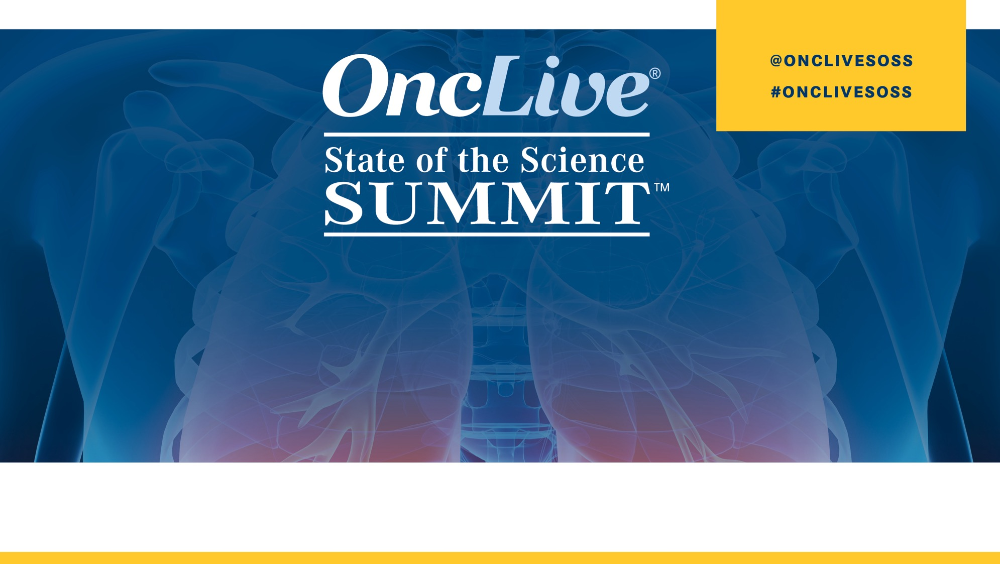 OncLive®
State of the Science
SUMMIT™
@ONCLIVESOSS
#ONCLIVESOSS